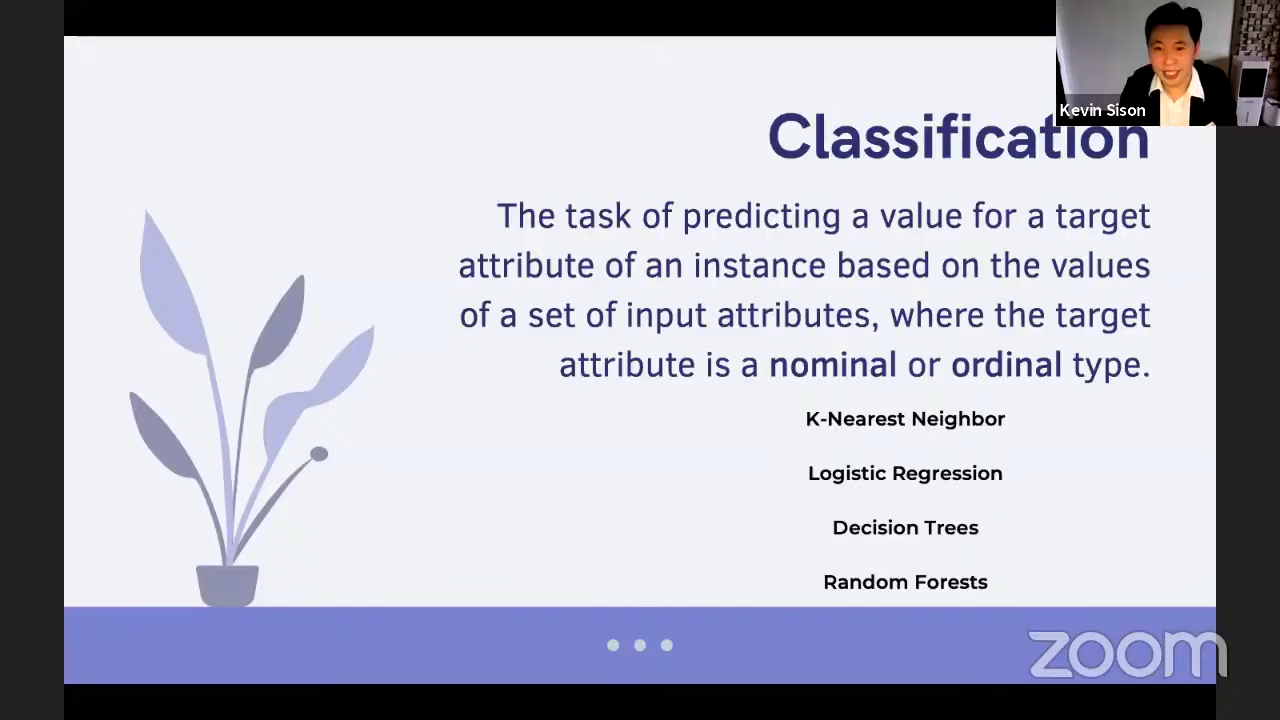 Kevin Sison
Classification
The task of predicting a value for a target
attribute of an instance based on the values
of a set of input attributes, where the target
attribute is a nominal or ordinal type.
K-Nearest Neighbor
Logistic Regression
Decision Trees
Random Forests
zoom